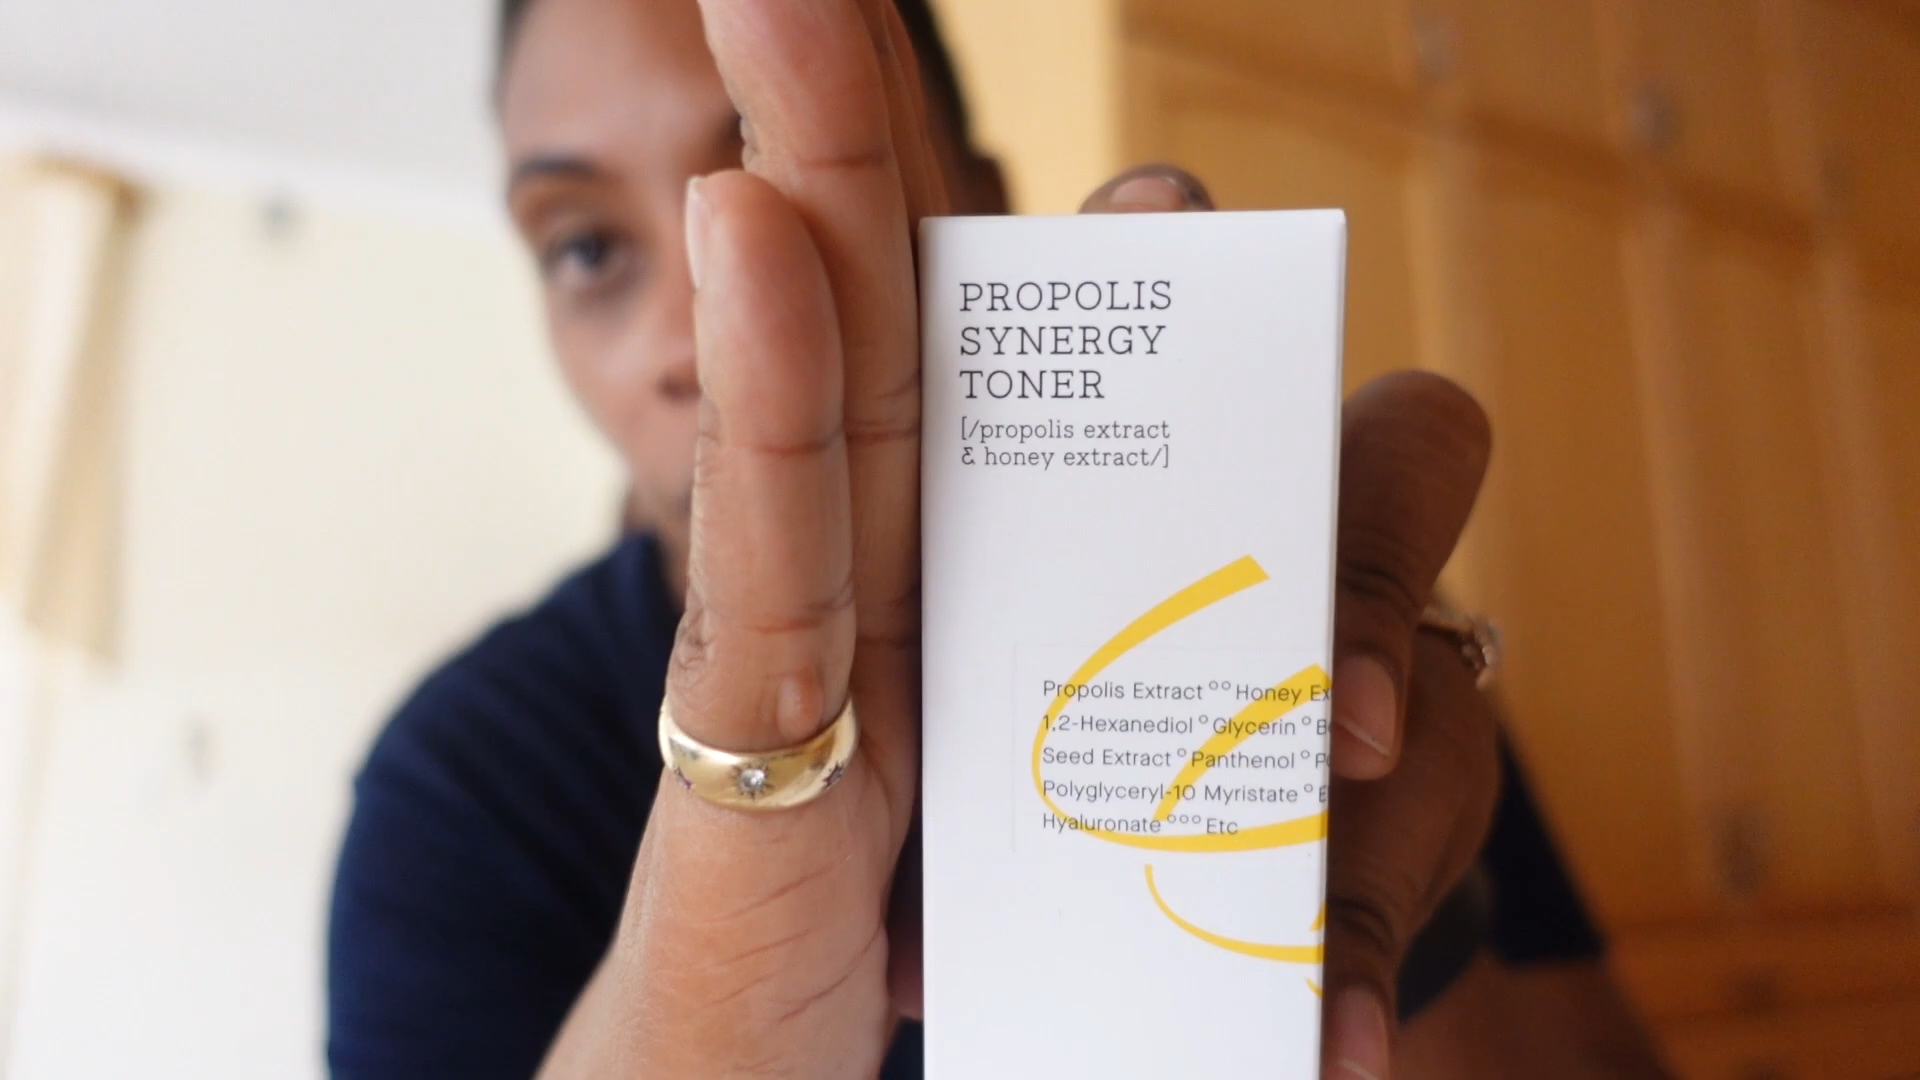 PROPOLIS
SYNERGY
TONER
[/propolis extract
& honey extract/]
Propolis Extract °° Honey
1,2-Hexanediol ° Glycerin °
Seed Extract ° Panthenol °
Polyglyceryl-10 Myristate °
Hyaluronate °°° Etc